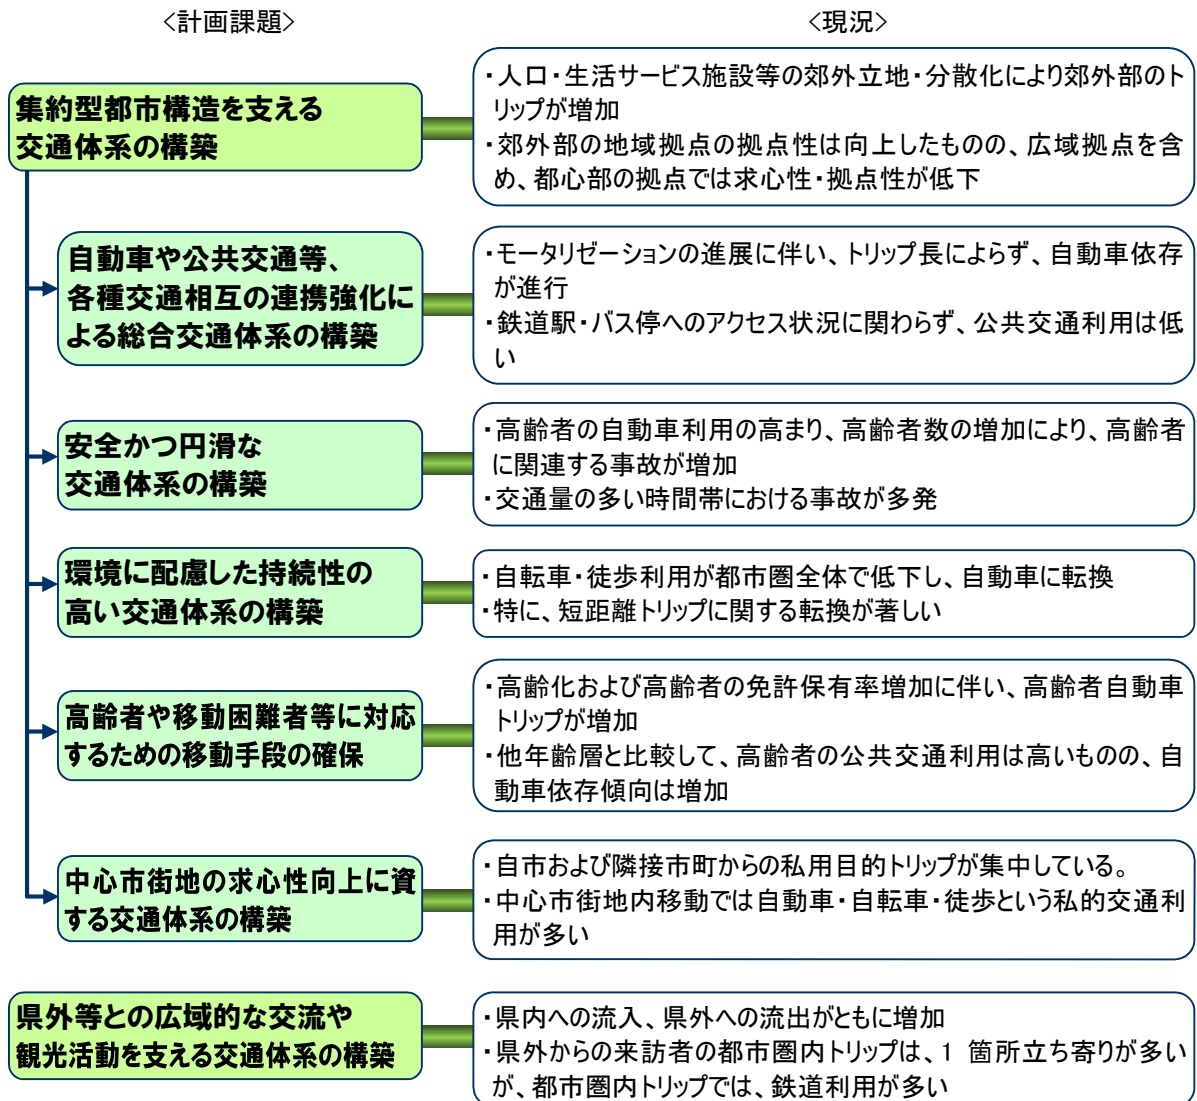 <計画課題>
<現況>
集約型都市構造を支える
交通体系の構築
・人口・生活サービス施設等の郊外立地・分散化により郊外部のト
リップが増加
・郊外部の地域拠点の拠点性は向上したものの、広域拠点を含
め、都心部の拠点では求心性・拠点性が低下
自動車や公共交通等、
各種交通相互の連携強化に
よる総合交通体系の構築
・モータリゼーションの進展に伴い、トリップ長によらず、自動車依存
が進行
・鉄道駅・バス停へのアクセス状況に関わらず、公共交通利用は低
い
安全かつ円滑な
交通体系の構築
・高齢者の自動車利用の高まり、高齢者数の増加により、高齢者
に関連する事故が増加
・交通量の多い時間帯における事故が多発
環境に配慮した持続性の
高い交通体系の構築
・自転車・徒歩利用が都市圏全体で低下し、自動車に転換
・特に、短距離トリップに関する転換が著しい
高齢者や移動困難者等に対応
するための移動手段の確保
・高齢化および高齢者の免許保有率増加に伴い、高齢者自動車
トリップが増加
・他年齢層と比較して、高齢者の公共交通利用は高いものの、自
動車依存傾向は増加
中心市街地の求心性向上に資
する交通体系の構築
・自市および隣接市町からの私用目的トリップが集中している。
・中心市街地内移動では自動車・自転車・徒歩という私的交通利
用が多い
県外等との広域的な交流や
観光活動を支える交通体系の構築
・県内への流入、県外への流出がともに増加
・県外からの来訪者の都市圏内トリップは、1 箇所立ち寄りが多い
が、都市圏内トリップでは、鉄道利用が多い